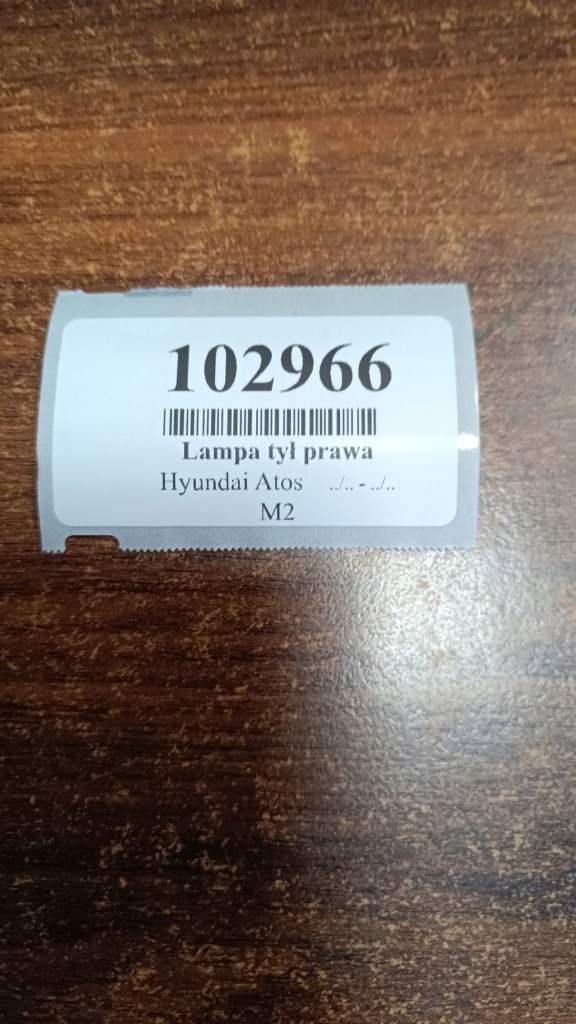 102966
Lampa tył prawa
Hyundai Atos ../.. - ../..
M2